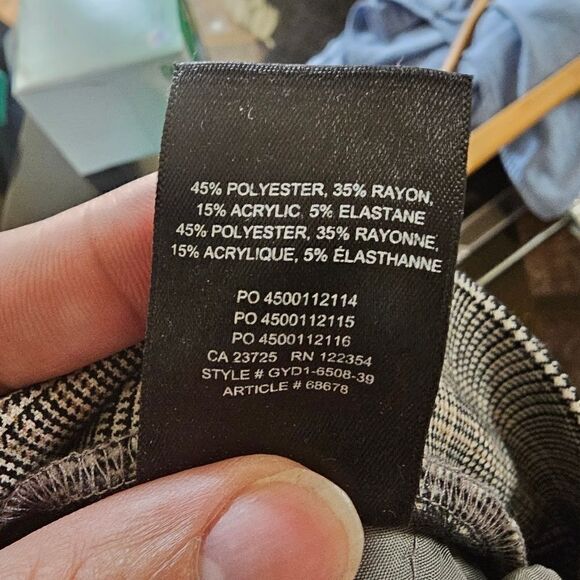 45% POLYESTER, 35% RAYON,
15% ACRYLIC, 5% ELASTANE
45% POLYESTER, 35% RAYONNE,
15% ACRYLIQUE, 5% ÉLASTHANNE
PO 4500112114
PO 4500112115
PO 4500112116
CA 23725 RN 122354
STYLE # GYD1-6508-39
ARTICLE # 68678